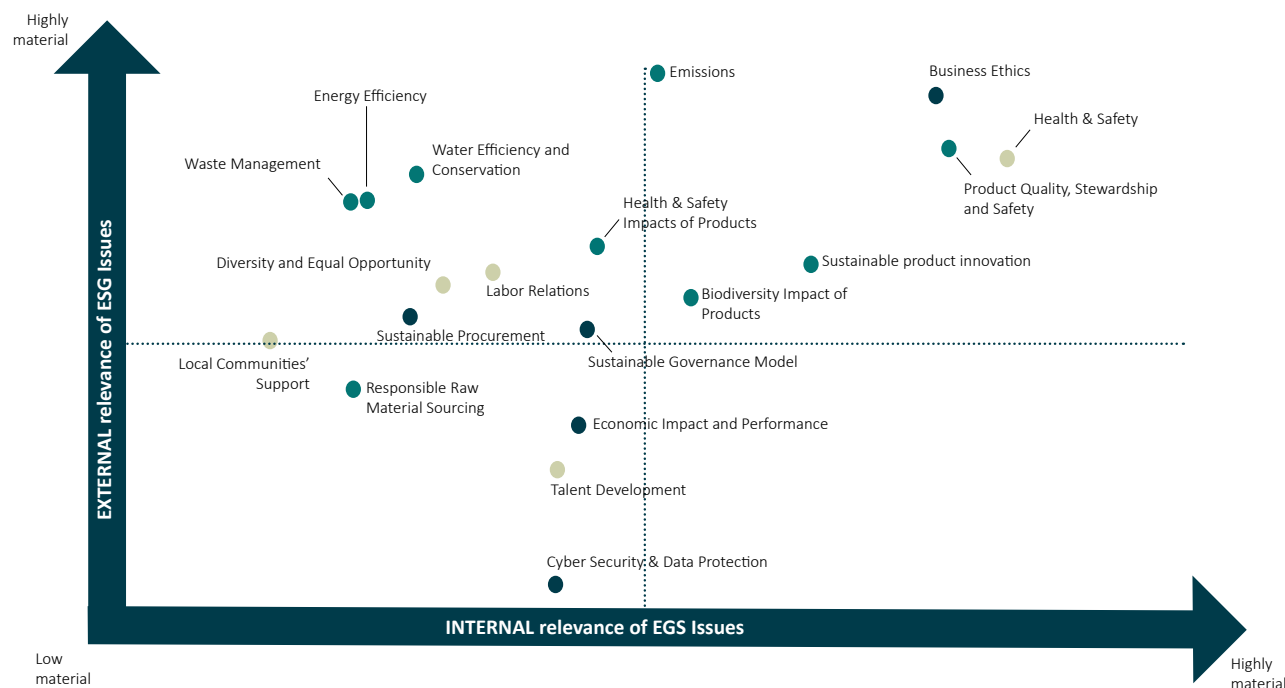 Highly
material
Emissions
Business Ethics
Energy Efficiency
Health & Safety
Water Efficiency and
Conservation
Waste Management
Product Quality, Stewardship
and Safety
Health & Safety
Impacts of Products
Diversity and Equal Opportunity
Sustainable product innovation
Labor Relations
Biodiversity Impact of
Products
Sustainable Procurement
Sustainable Governance Model
Local Communities’
Support
Responsible Raw
Material Sourcing
Economic Impact and Performance
Talent Development
Cyber Security & Data Protection
EXTERNAL relevance of ESG Issues
INTERNAL relevance of EGS Issues
Low
material
Highly
material